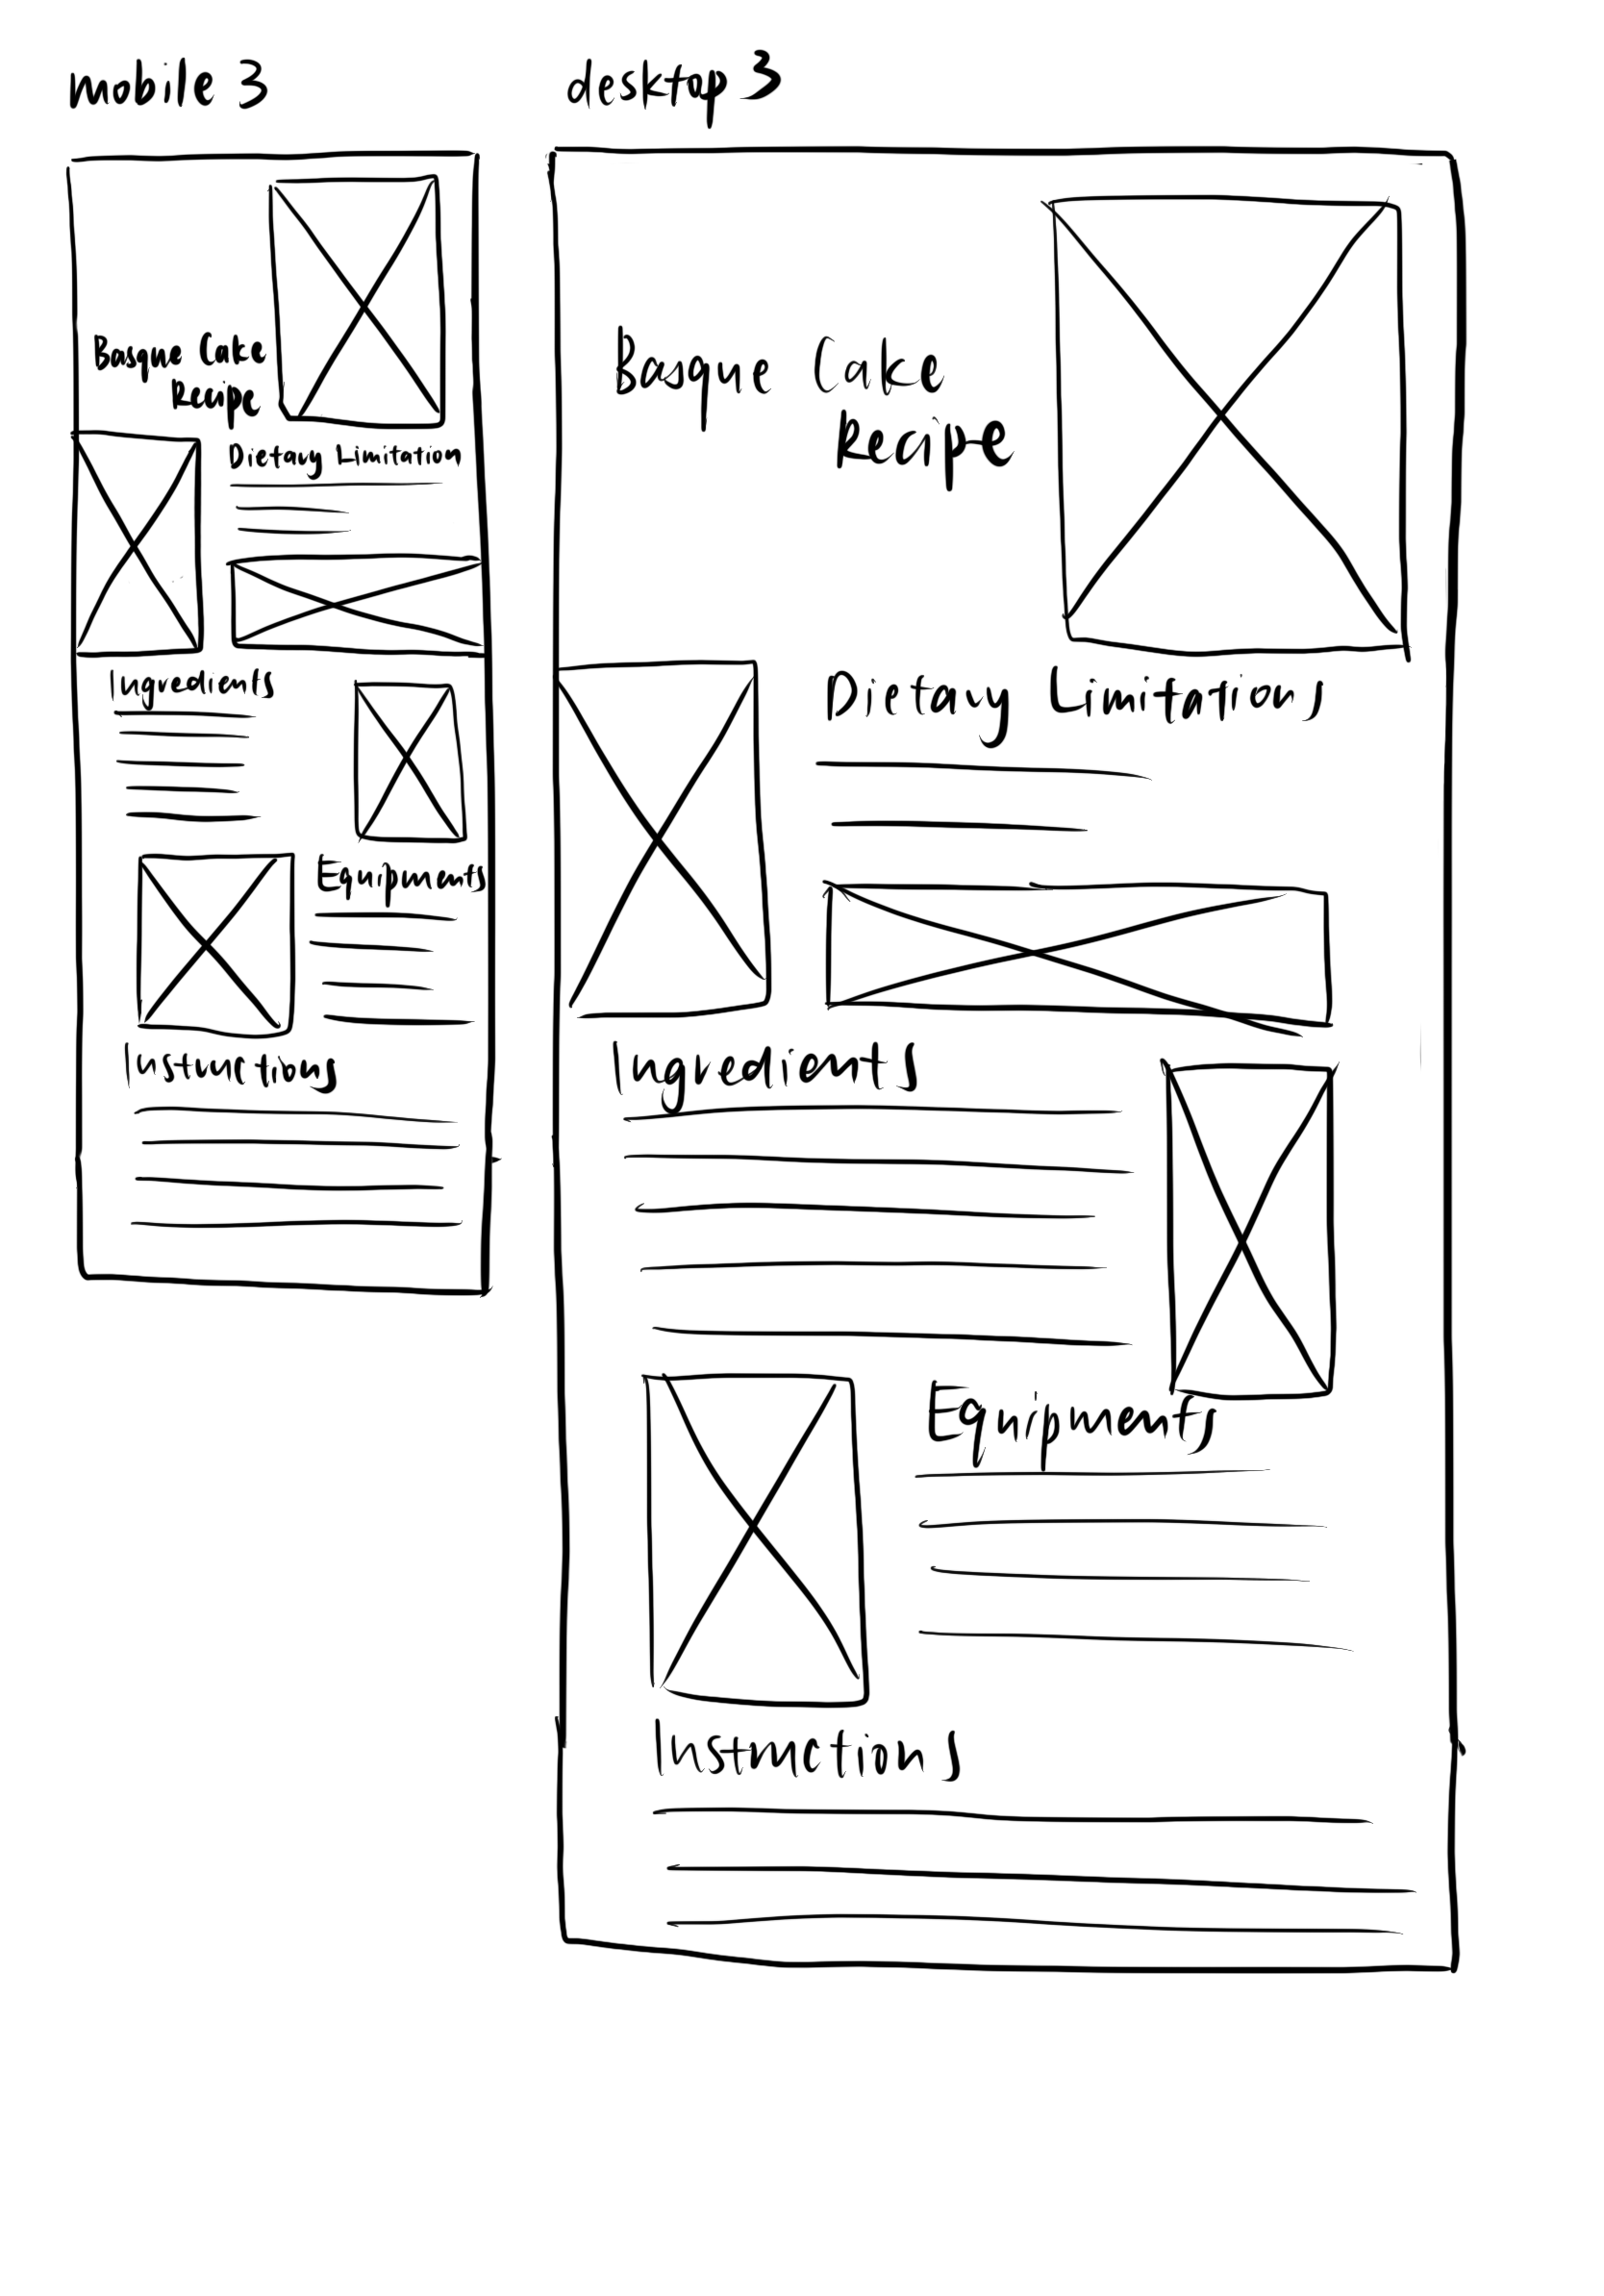 mobile 3
Basque Cake
Recipe
Dietary Limitation
Ingredients
Equipments
Instructions
desktop 3
Basque Cake
Recipe
Dietary Limitations
Ingredients
Equipments
Instructions